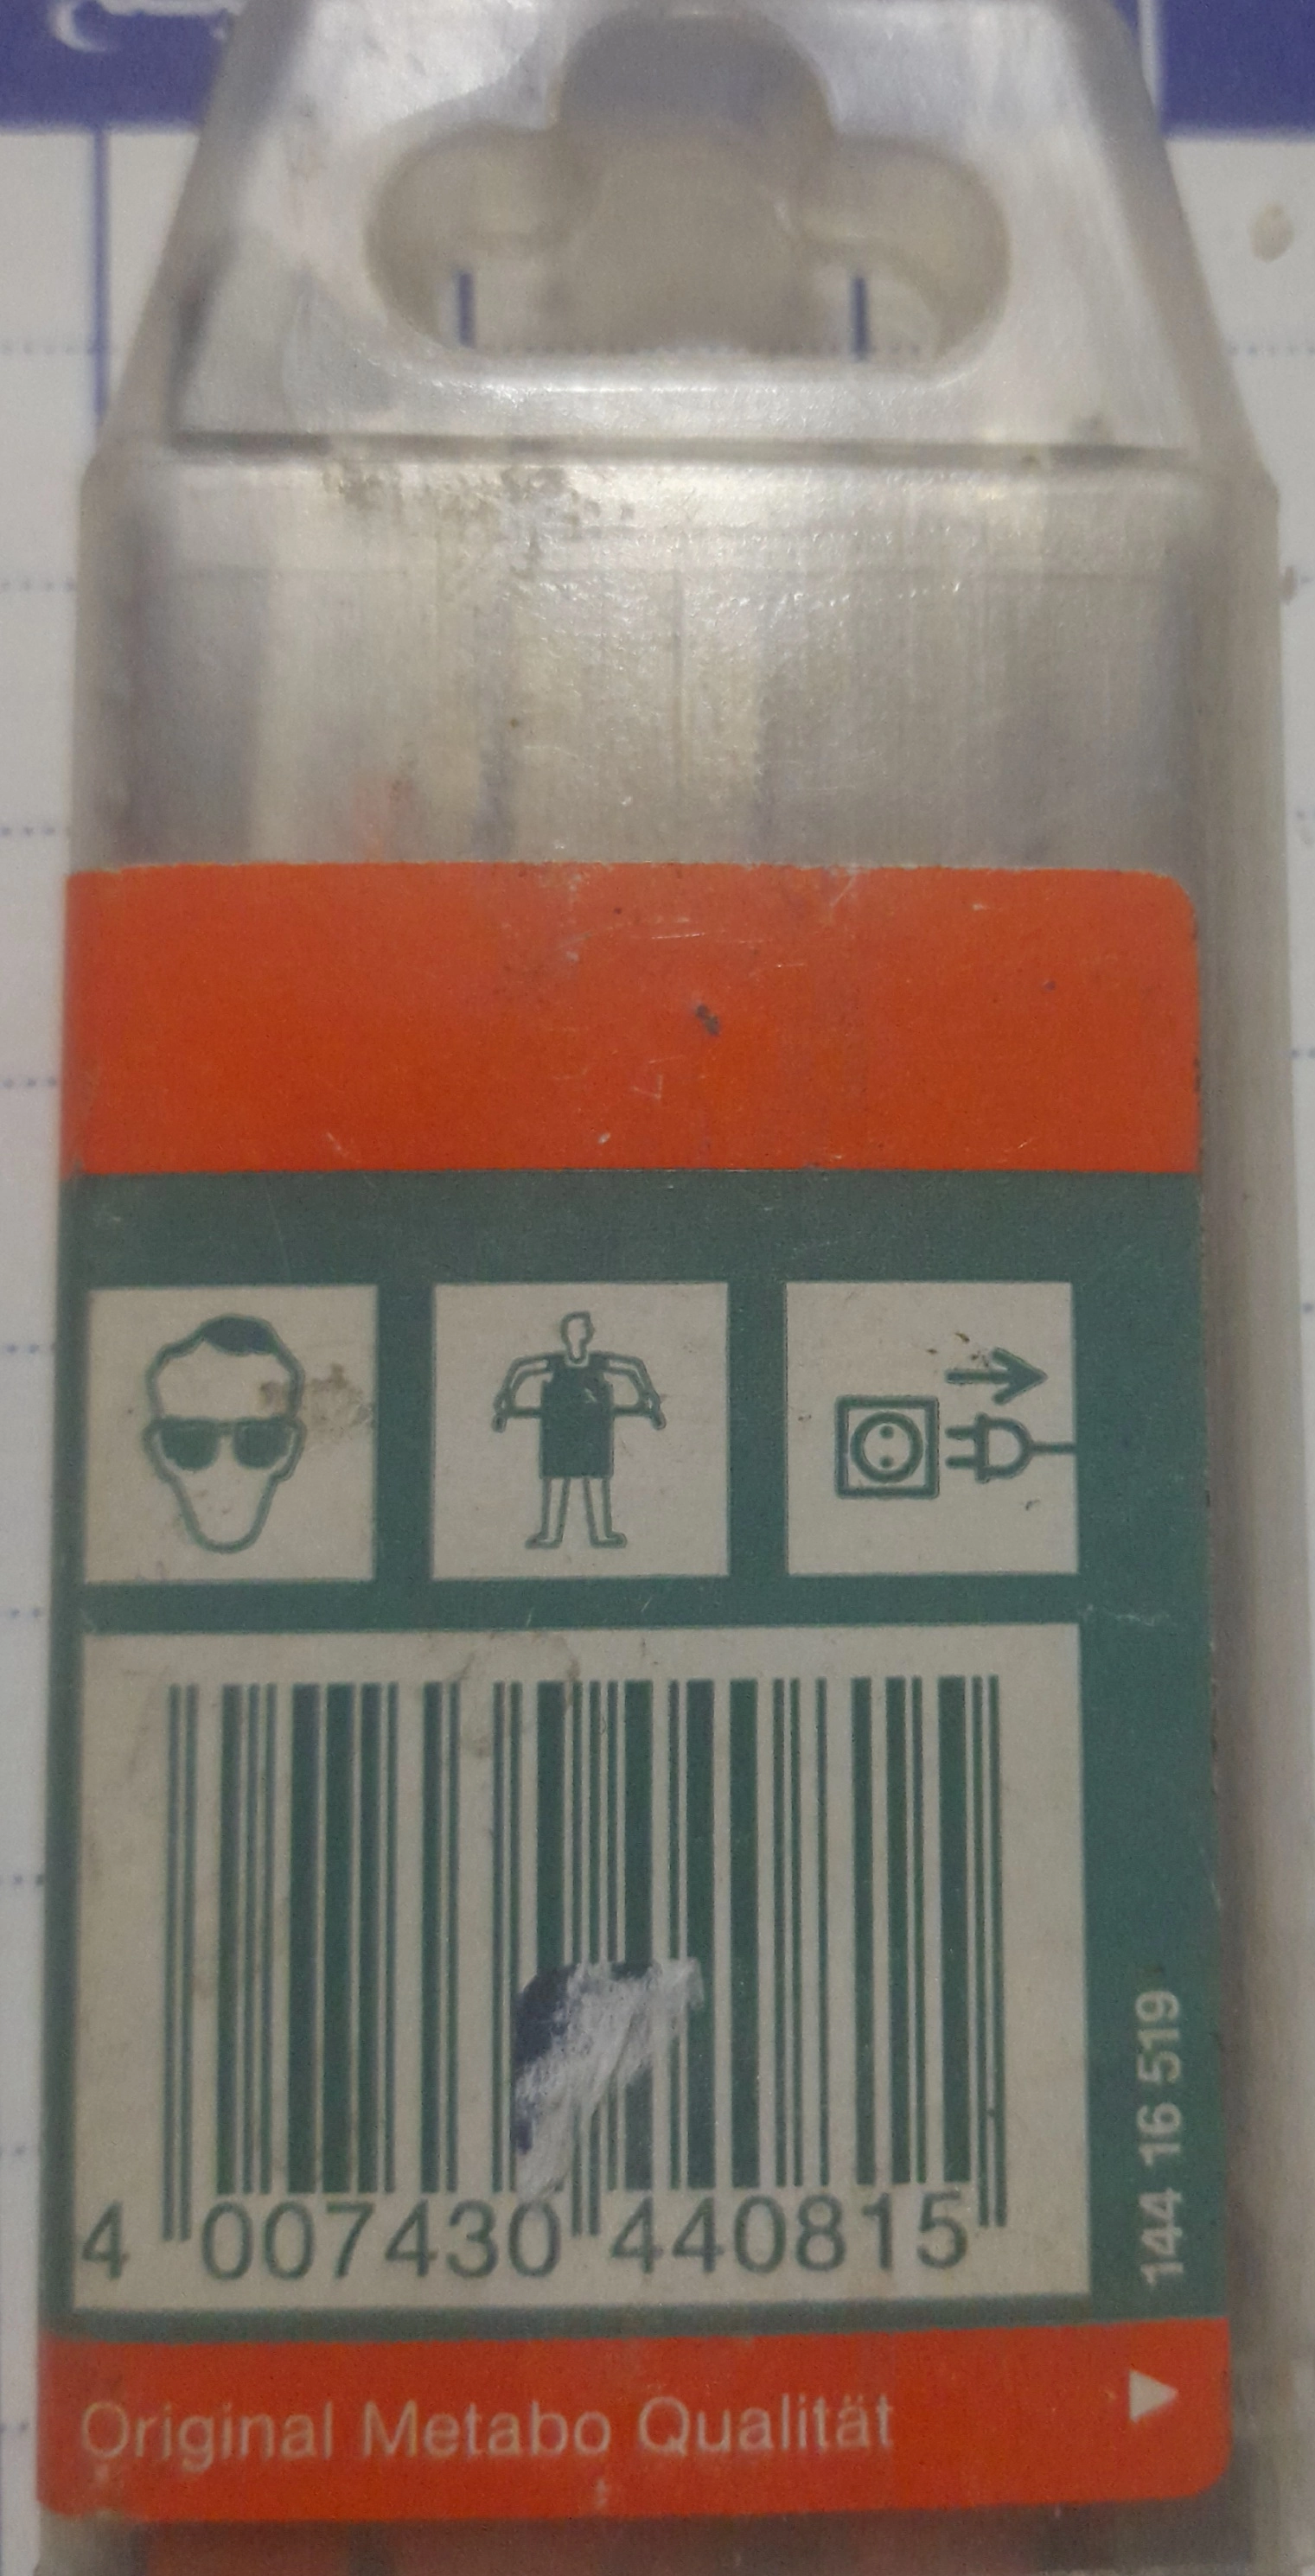 4 007430 440815
144 16 519
Original Metabo Qualität